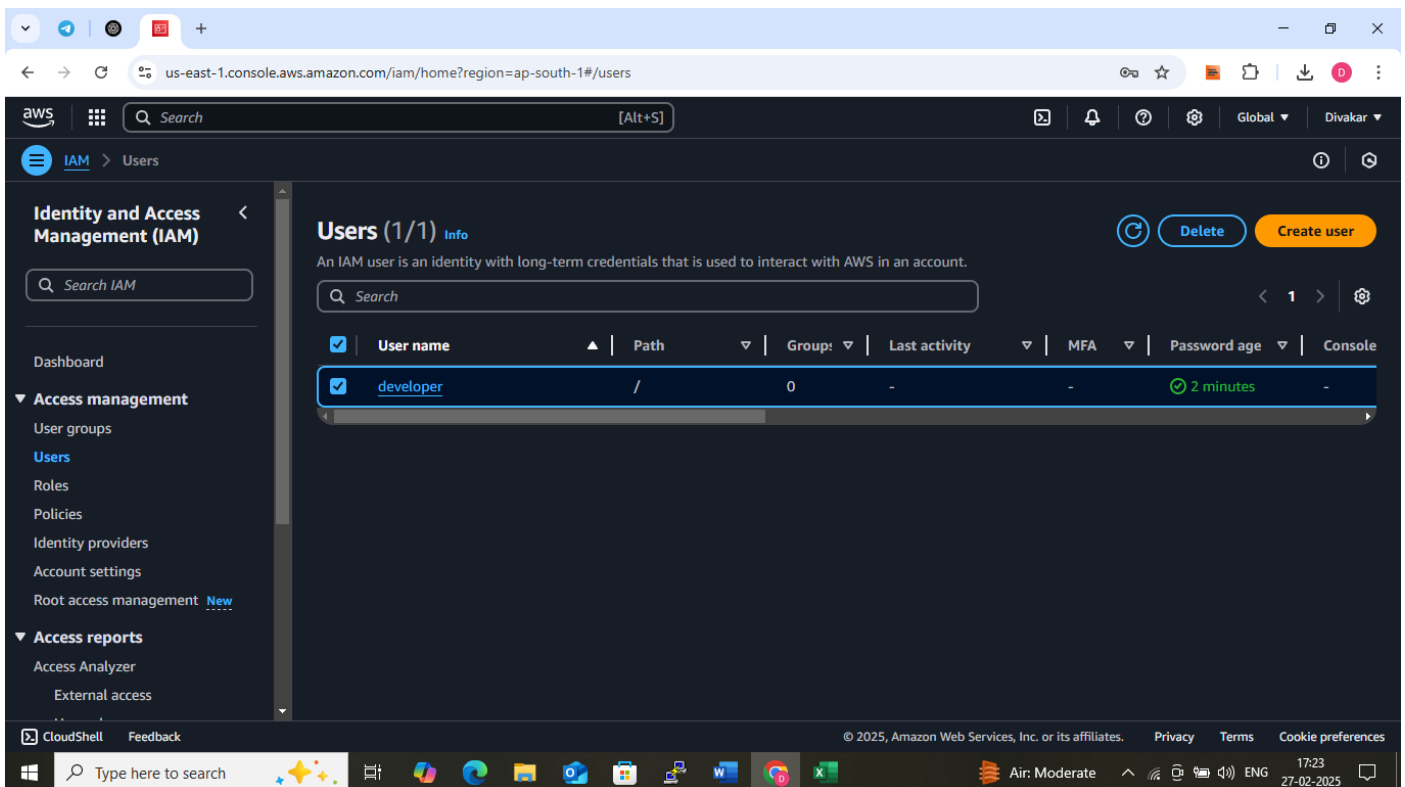 us-east-1.console.aws.amazon.com/iam/home?region=ap-south-1#/users
D
aws
Search
[Alt+S]
Global
Divakar
IAM > Users
Identity and Access Management (IAM)
Search IAM
Dashboard
Access management
User groups
Users
Roles
Policies
Identity providers
Account settings
Root access management New
Access reports
Access Analyzer
External access
Users (1/1) Info
Delete
Create user
An IAM user is an identity with long-term credentials that is used to interact with AWS in an account.
Search
1
User name Path Group: Last activity MFA Password age Console
developer / 0 - - 2 minutes -
CloudShell Feedback
© 2025, Amazon Web Services, Inc. or its affiliates. Privacy Terms Cookie preferences
Type here to search
Air: Moderate
ENG
17:23
27-02-2025